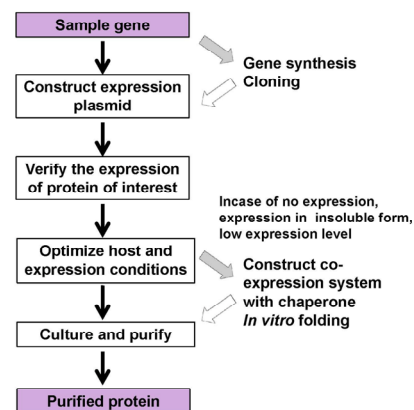 Sample gene
Gene synthesis
Cloning
Construct expression
plasmid
Verify the expression
of protein of interest
Incase of no expression,
expression in insoluble form,
low expression level
Optimize host and
expression conditions
Construct co-
expression system
with chaperone
In vitro folding
Culture and purify
Purified protein